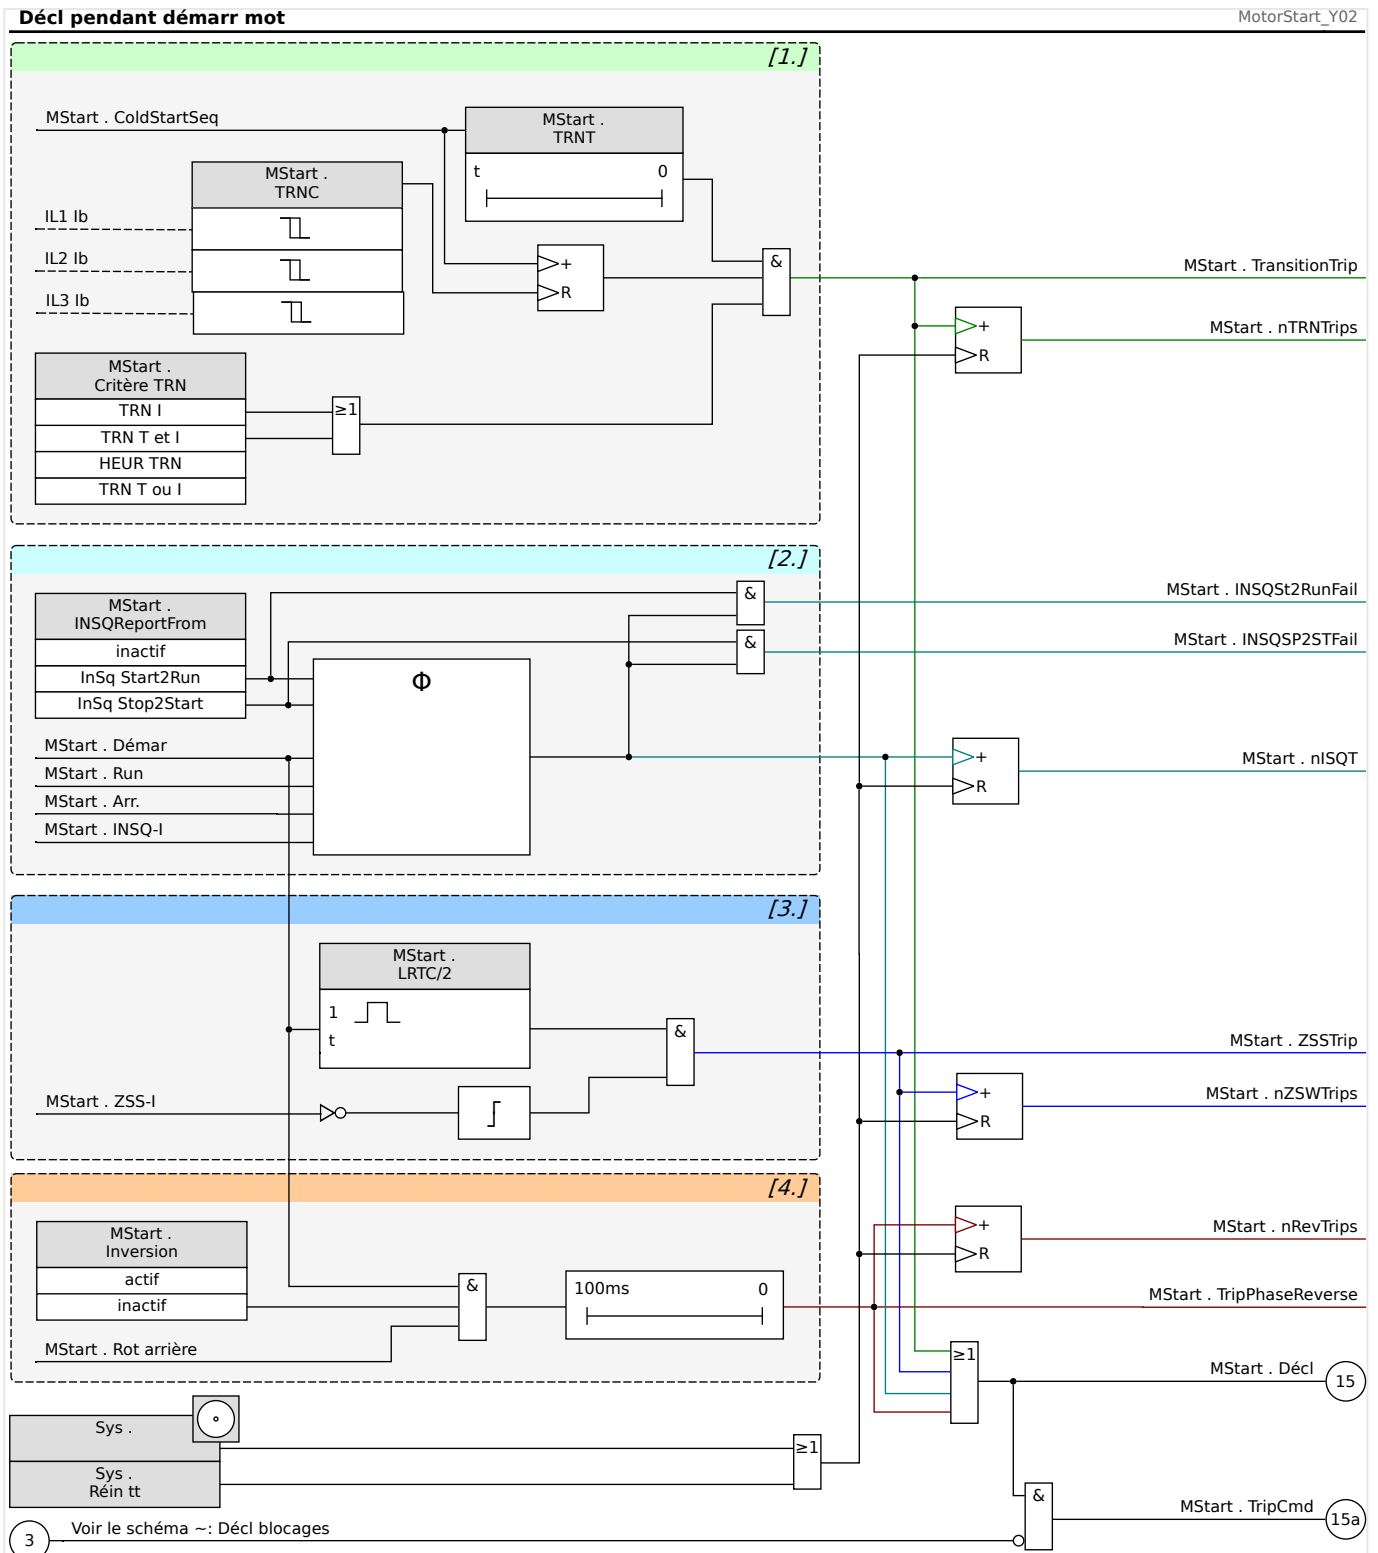 Décl pendant démarr mot
MotorStart_Y02
[1.]
MStart . ColdStartSeq
MStart .
TRNT
t
0
MStart .
TRNC
IL1 Ib
IL2 Ib
IL3 Ib
+
R
&
MStart . TransitionTrip
MStart . nTRNTrips
+
R
MStart .
Critère TRN
TRN I
TRN T et I
HEUR TRN
TRN T ou I
≥1
[2.]
MStart .
INSQReportFrom
inactif
InSq Start2Run
InSq Stop2Start
&
&
MStart . INSQSt2RunFail
MStart . INSQSP2STFail
Φ
MStart . Démar
MStart . Run
MStart . Arr.
MStart . INSQ-I
+
R
MStart . nISQT
[3.]
MStart .
LRTC/2
1
t
&
MStart . ZSSTrip
MStart . ZSS-I
+
R
MStart . nZSWTrips
[4.]
MStart .
Inversion
actif
inactif
MStart . Rot arrière
&
100ms
0
+
R
MStart . nRevTrips
MStart . TripPhaseReverse
≥1
MStart . Décl
15
Sys .
Sys .
Réin tt
≥1
&
MStart . TripCmd
15a
3
Voir le schéma ~: Décl blocages